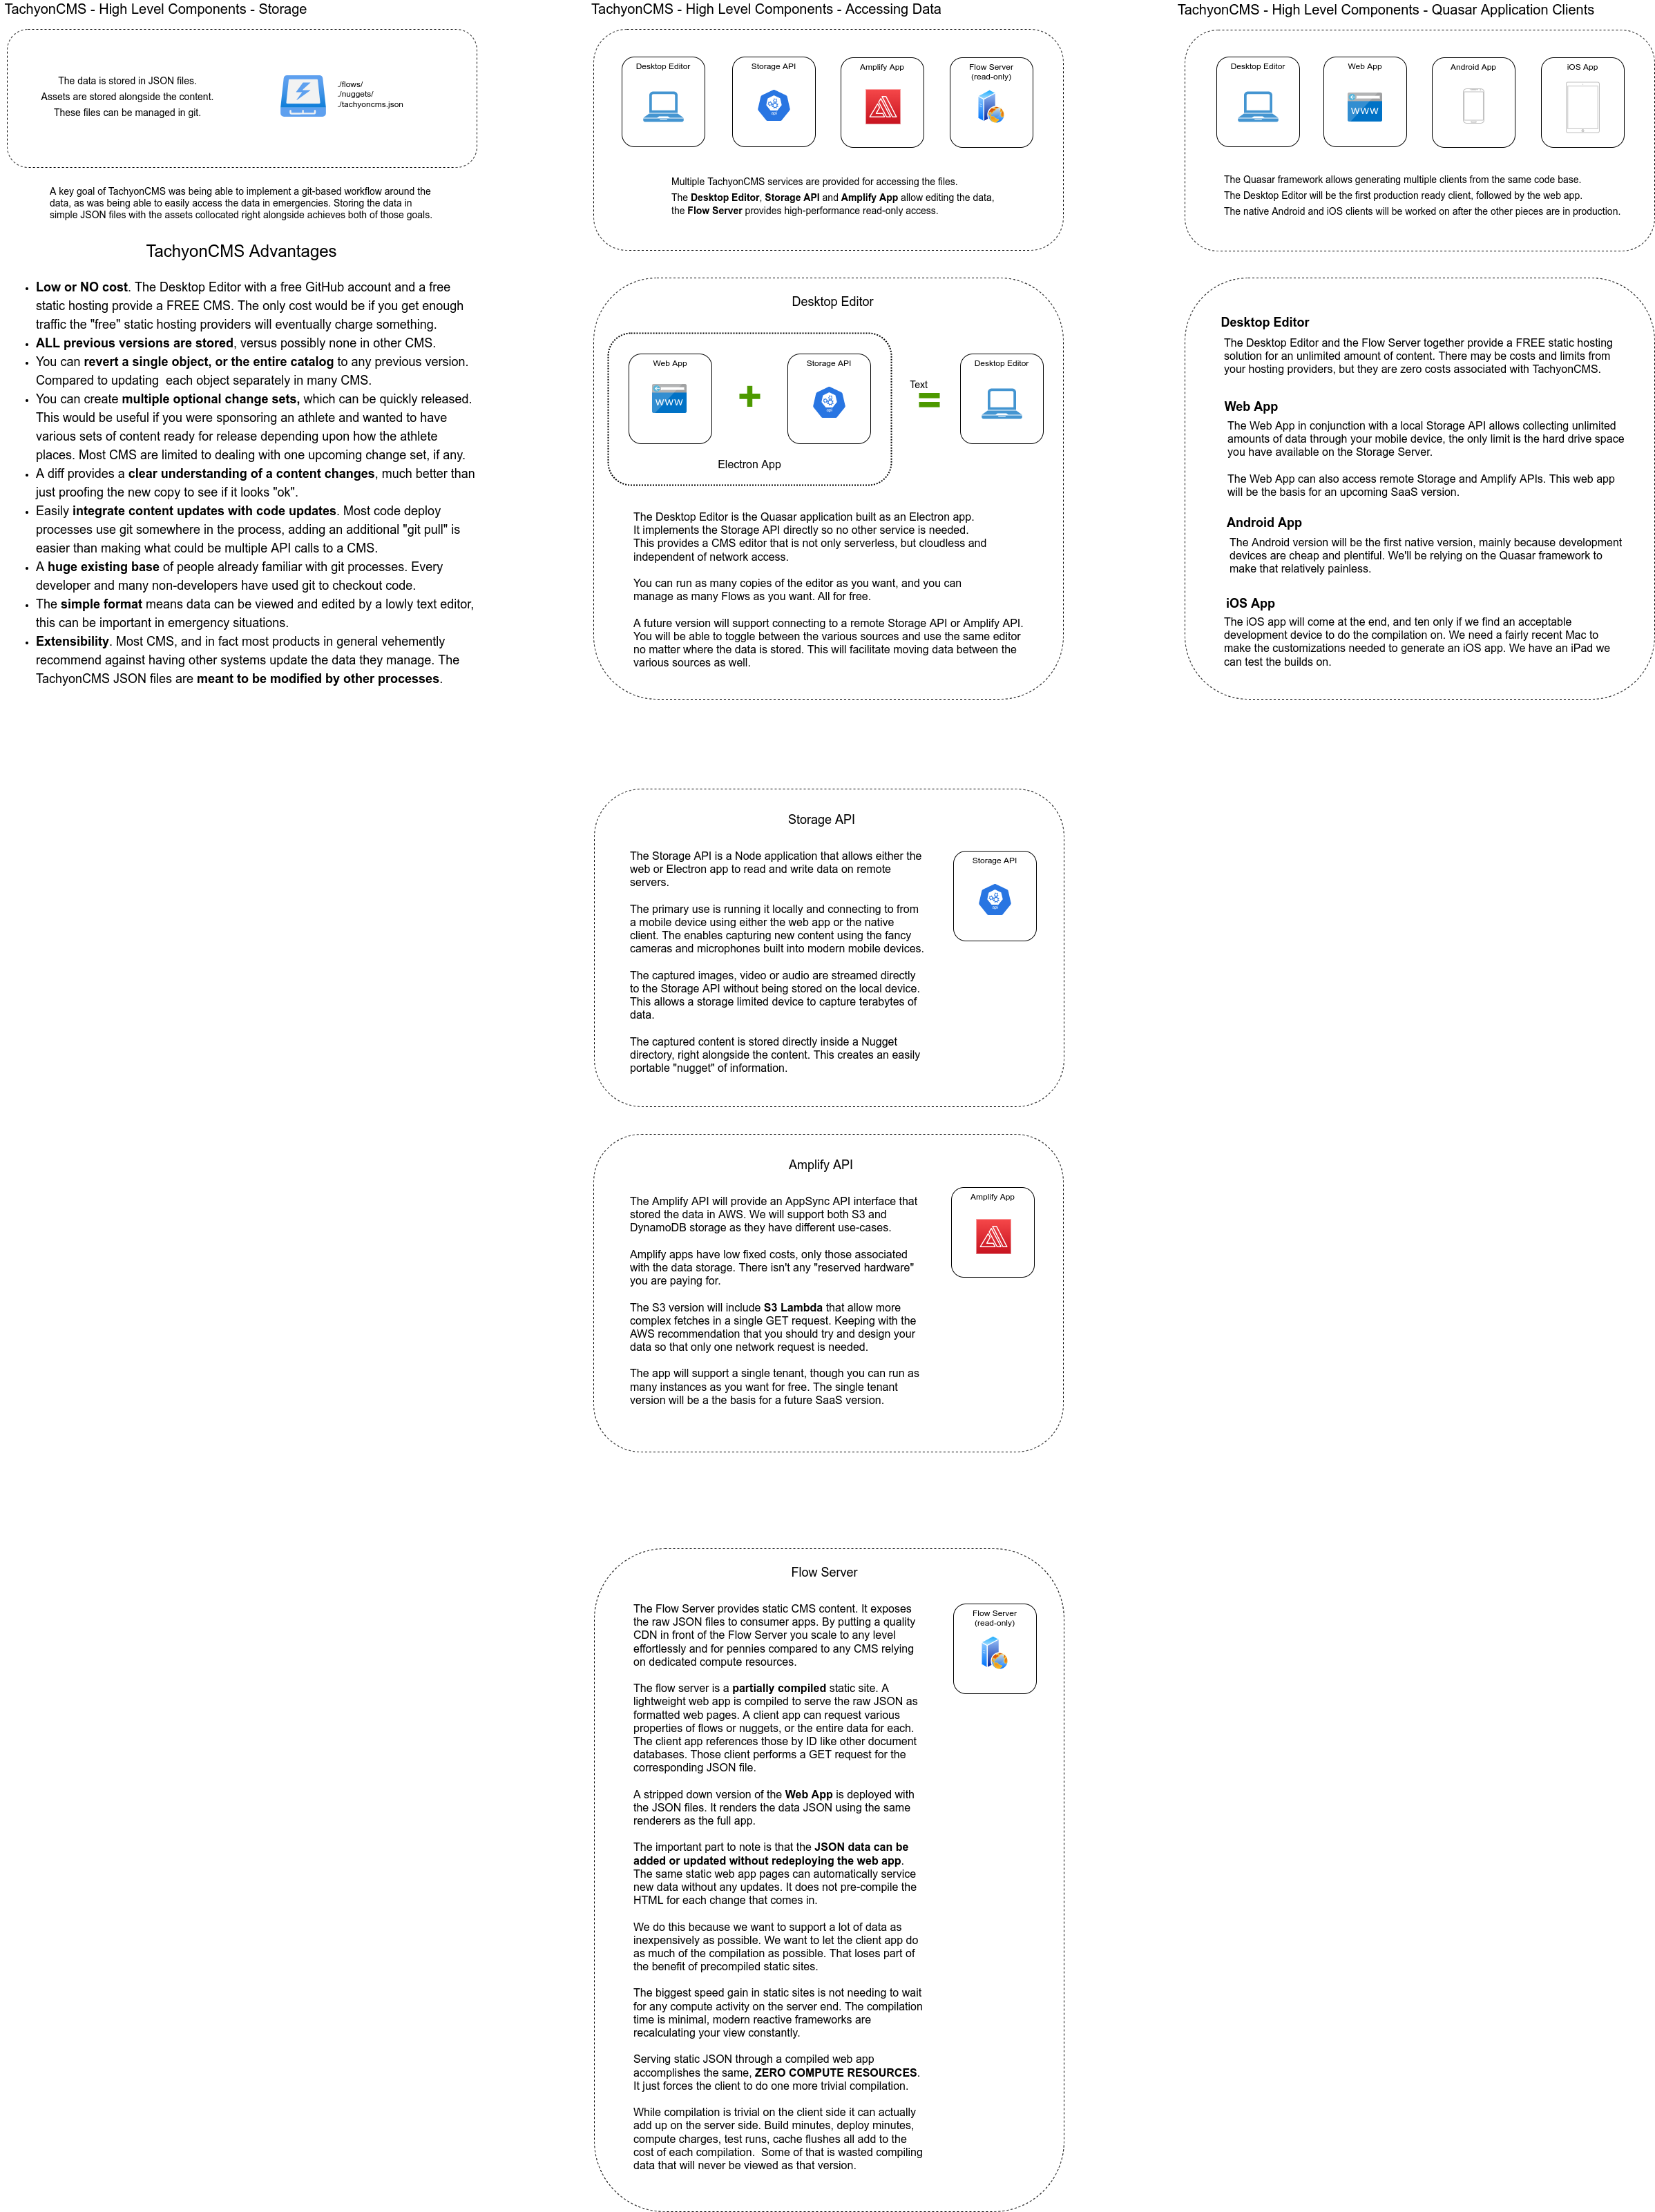 TachyonCMS - High Level Components - Storage
The data is stored in JSON files.
Assets are stored alongside the content.
These files can be managed in git.
./flows/
./nuggets/
./tachyoncms.json
A key goal of TachyonCMS was being able to implement a git-based workflow around the
data, as was being able to easily access the data in emergencies. Storing the data in
simple JSON files with the assets collocated right alongside achieves both of those goals.
TachyonCMS Advantages
• Low or NO cost. The Desktop Editor with a free GitHub account and a free
static hosting provide a FREE CMS. The only cost would be if you get enough
traffic the "free" static hosting providers will eventually charge something.
• ALL previous versions are stored, versus possibly none in other CMS.
• You can revert a single object, or the entire catalog to any previous version.
Compared to updating  each object separately in many CMS.
• You can create multiple optional change sets, which can be quickly released.
This would be useful if you were sponsoring an athlete and wanted to have
various sets of content ready for release depending upon how the athlete
places. Most CMS are limited to dealing with one upcoming change set, if any.
• A diff provides a clear understanding of a content changes, much better than
just proofing the new copy to see if it looks "ok".
• Easily integrate content updates with code updates. Most code deploy
processes use git somewhere in the process, adding an additional "git pull" is
easier than making what could be multiple API calls to a CMS.
• A huge existing base of people already familiar with git processes. Every
developer and many non-developers have used git to checkout code.
• The simple format means data can be viewed and edited by a lowly text editor,
this can be important in emergency situations.
• Extensibility. Most CMS, and in fact most products in general vehemently
recommend against having other systems update the data they manage. The
TachyonCMS JSON files are meant to be modified by other processes.
TachyonCMS - High Level Components - Accessing Data
Desktop Editor
Storage API
Amplify App
Flow Server
(read-only)
Multiple TachyonCMS services are provided for accessing the files.
The Desktop Editor, Storage API and Amplify App allow editing the data,
the Flow Server provides high-performance read-only access.
Desktop Editor
Web App
WWW
Storage API
api
Text
Desktop Editor
Electron App
The Desktop Editor is the Quasar application built as an Electron app.
It implements the Storage API directly so no other service is needed.
This provides a CMS editor that is not only serverless, but cloudless and
independent of network access.
You can run as many copies of the editor as you want, and you can
manage as many Flows as you want. All for free.
A future version will support connecting to a remote Storage API or Amplify API.
You will be able to toggle between the various sources and use the same editor
no matter where the data is stored. This will facilitate moving data between the
various sources as well.
Storage API
The Storage API is a Node application that allows either the
web or Electron app to read and write data on remote
servers.
The primary use is running it locally and connecting to from
a mobile device using either the web app or the native
client. The enables capturing new content using the fancy
cameras and microphones built into modern mobile devices.
The captured images, video or audio are streamed directly
to the Storage API without being stored on the local device.
This allows a storage limited device to capture terabytes of
data.
The captured content is stored directly inside a Nugget
directory, right alongside the content. This creates an easily
portable "nugget" of information.
Storage API
api
Amplify API
The Amplify API will provide an AppSync API interface that
stored the data in AWS. We will support both S3 and
DynamoDB storage as they have different use-cases.
Amplify apps have low fixed costs, only those associated
with the data storage. There isn't any "reserved hardware"
you are paying for.
The S3 version will include S3 Lambda that allow more
complex fetches in a single GET request. Keeping with the
AWS recommendation that you should try and design your
data so that only one network request is needed.
The app will support a single tenant, though you can run as
many instances as you want for free. The single tenant
version will be a the basis for a future SaaS version.
Amplify App
Flow Server
The Flow Server provides static CMS content. It exposes
the raw JSON files to consumer apps. By putting a quality
CDN in front of the Flow Server you scale to any level
effortlessly and for pennies compared to any CMS relying
on dedicated compute resources.
The flow server is a partially compiled static site. A
lightweight web app is compiled to serve the raw JSON as
formatted web pages. A client app can request various
properties of flows or nuggets, or the entire data for each.
The client app references those by ID like other document
databases. Those client performs a GET request for the
corresponding JSON file.
A stripped down version of the Web App is deployed with
the JSON files. It renders the data JSON using the same
renderers as the full app.
The important part to note is that the JSON data can be
added or updated without redeploying the web app.
The same static web app pages can automatically service
new data without any updates. It does not pre-compile the
HTML for each change that comes in.
We do this because we want to support a lot of data as
inexpensively as possible. We want to let the client app do
as much of the compilation as possible. That loses part of
the benefit of precompiled static sites.
The biggest speed gain in static sites is not needing to wait
for any compute activity on the server end. The compilation
time is minimal, modern reactive frameworks are
recalculating your view constantly.
Serving static JSON through a compiled web app
accomplishes the same, ZERO COMPUTE RESOURCES.
It just forces the client to do one more trivial compilation.
While compilation is trivial on the client side it can actually
add up on the server side. Build minutes, deploy minutes,
compute charges, test runs, cache flushes all add to the
cost of each compilation.  Some of that is wasted compiling
data that will never be viewed as that version.
Flow Server
(read-only)
TachyonCMS - High Level Components - Quasar Application Clients
Desktop Editor
Web App
WWW
Android App
iOS App
The Quasar framework allows generating multiple clients from the same code base.
The Desktop Editor will be the first production ready client, followed by the web app.
The native Android and iOS clients will be worked on after the other pieces are in production.
Desktop Editor
The Desktop Editor and the Flow Server together provide a FREE static hosting
solution for an unlimited amount of content. There may be costs and limits from
your hosting providers, but they are zero costs associated with TachyonCMS.
Web App
The Web App in conjunction with a local Storage API allows collecting unlimited
amounts of data through your mobile device, the only limit is the hard drive space
you have available on the Storage Server.
The Web App can also access remote Storage and Amplify APIs. This web app
will be the basis for an upcoming SaaS version.
Android App
The Android version will be the first native version, mainly because development
devices are cheap and plentiful. We'll be relying on the Quasar framework to
make that relatively painless.
iOS App
The iOS app will come at the end, and ten only if we find an acceptable
development device to do the compilation on. We need a fairly recent Mac to
make the customizations needed to generate an iOS app. We have an iPad we
can test the builds on.